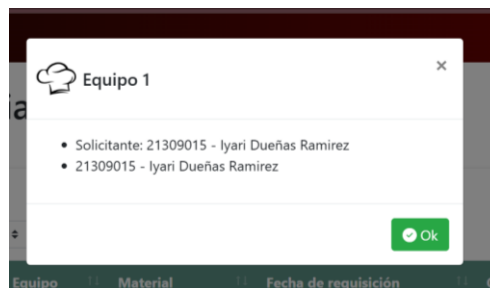 Equipo 1
×
• Solicitante: 21309015 - Iyari Dueñas Ramirez
• 21309015 - Iyari Dueñas Ramirez
Ok
Equipo Material Fecha de requisición